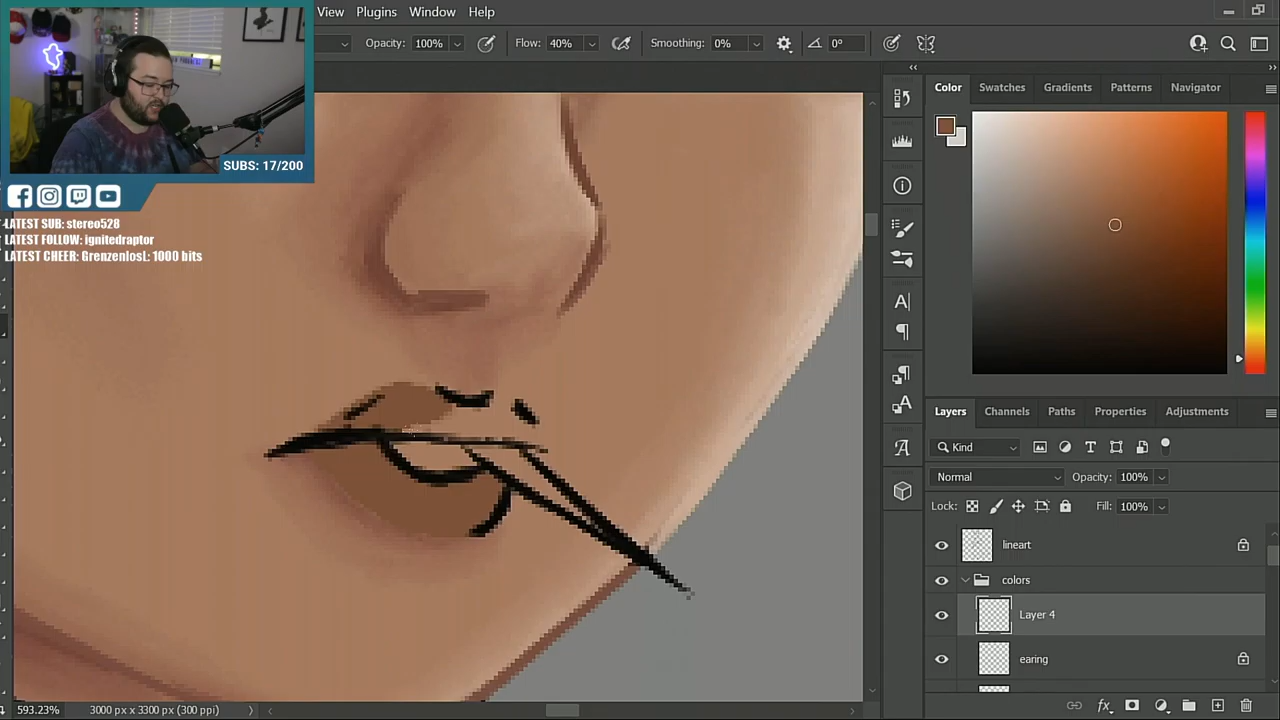 View Plugins Window Help
Opacity: 100% Flow: 40% Smoothing: 0% 0°
SUBS: 17/200
LATEST SUB: stereo528
LATEST FOLLOW: ignitedraptor
LATEST CHEER: GrenzenlosL: 1000 bits
Color Swatches Gradients Patterns Navigator
Layers Channels Paths Properties Adjustments
Kind
Normal Opacity: 100%
Lock: Fill: 100%
lineart
colors
Layer 4
earing
593.23% 3000 px x 3300 px (300 ppi)